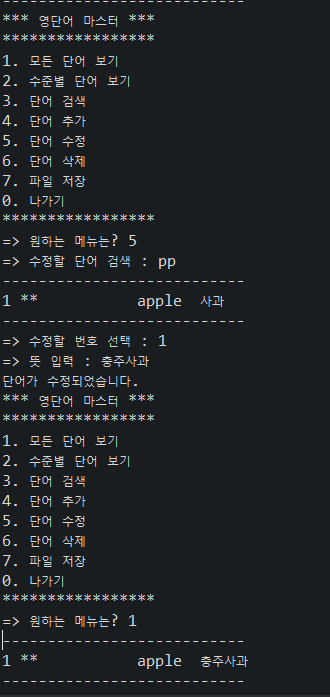 ---------------------------
*** 영단어 마스터 ***
*****************
1. 모든 단어 보기
2. 수준별 단어 보기
3. 단어 검색
4. 단어 추가
5. 단어 수정
6. 단어 삭제
7. 파일 저장
0. 나가기
*****************
=> 원하는 메뉴는? 5
=> 수정할 단어 검색 : pp
---------------------------
1 **           apple  사과
---------------------------
=> 수정할 번호 선택 : 1
=> 뜻 입력 : 충주사과
단어가 수정되었습니다.
*** 영단어 마스터 ***
*****************
1. 모든 단어 보기
2. 수준별 단어 보기
3. 단어 검색
4. 단어 추가
5. 단어 수정
6. 단어 삭제
7. 파일 저장
0. 나가기
*****************
=> 원하는 메뉴는? 1
---------------------------
1 **           apple  충주사과
---------------------------